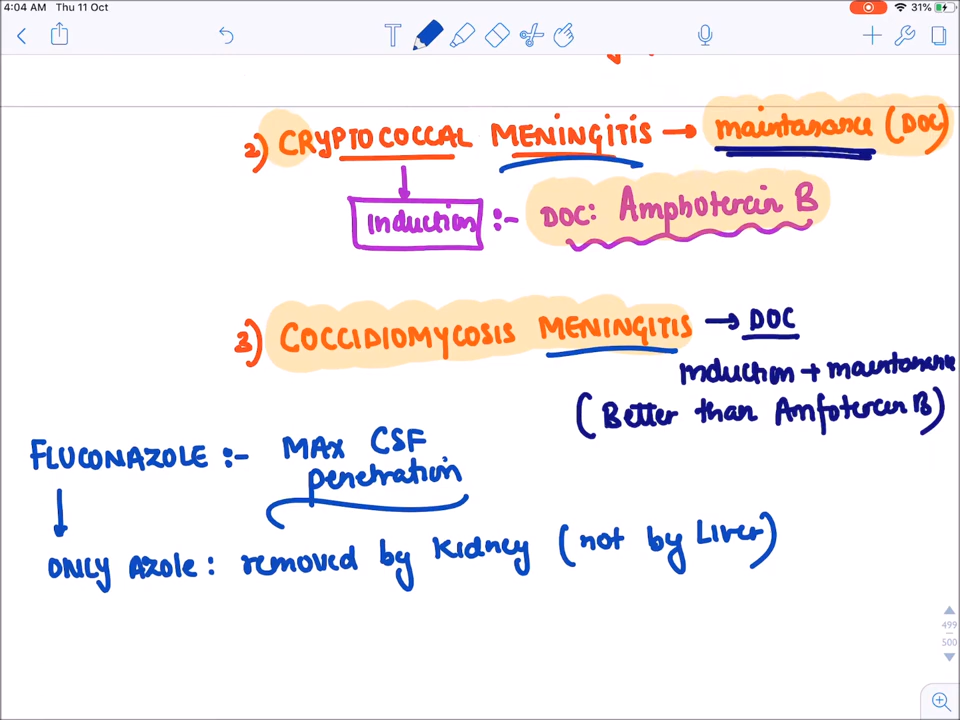 4:04 AM Thu 11 Oct
31%
T
2) CRYPTOCOCCAL MENINGITIS → maintanance (DOC)
induction :- DOC: Amphotercin B
3) COCCIDIOMYCOSIS MENINGITIS → DOC
induction + maintanance
(Better than Amfotercin B)
FLUCONAZOLE :- MAX CSF
penetration
ONLY AZOLE: removed by kidney (not by Liver)
499
500